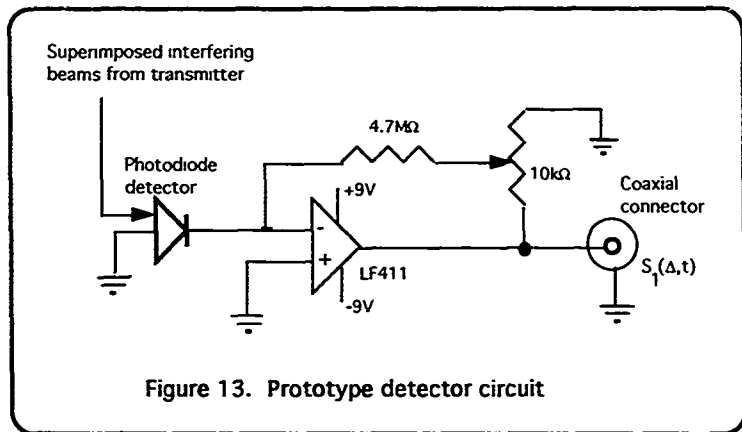 Superimposed interfering
beams from transmitter
4.7MΩ
Photodiode
detector
10kΩ
Coaxial
connector
+9V
-
+
LF411
-9V
S₁(Δ,t)
Figure 13. Prototype detector circuit